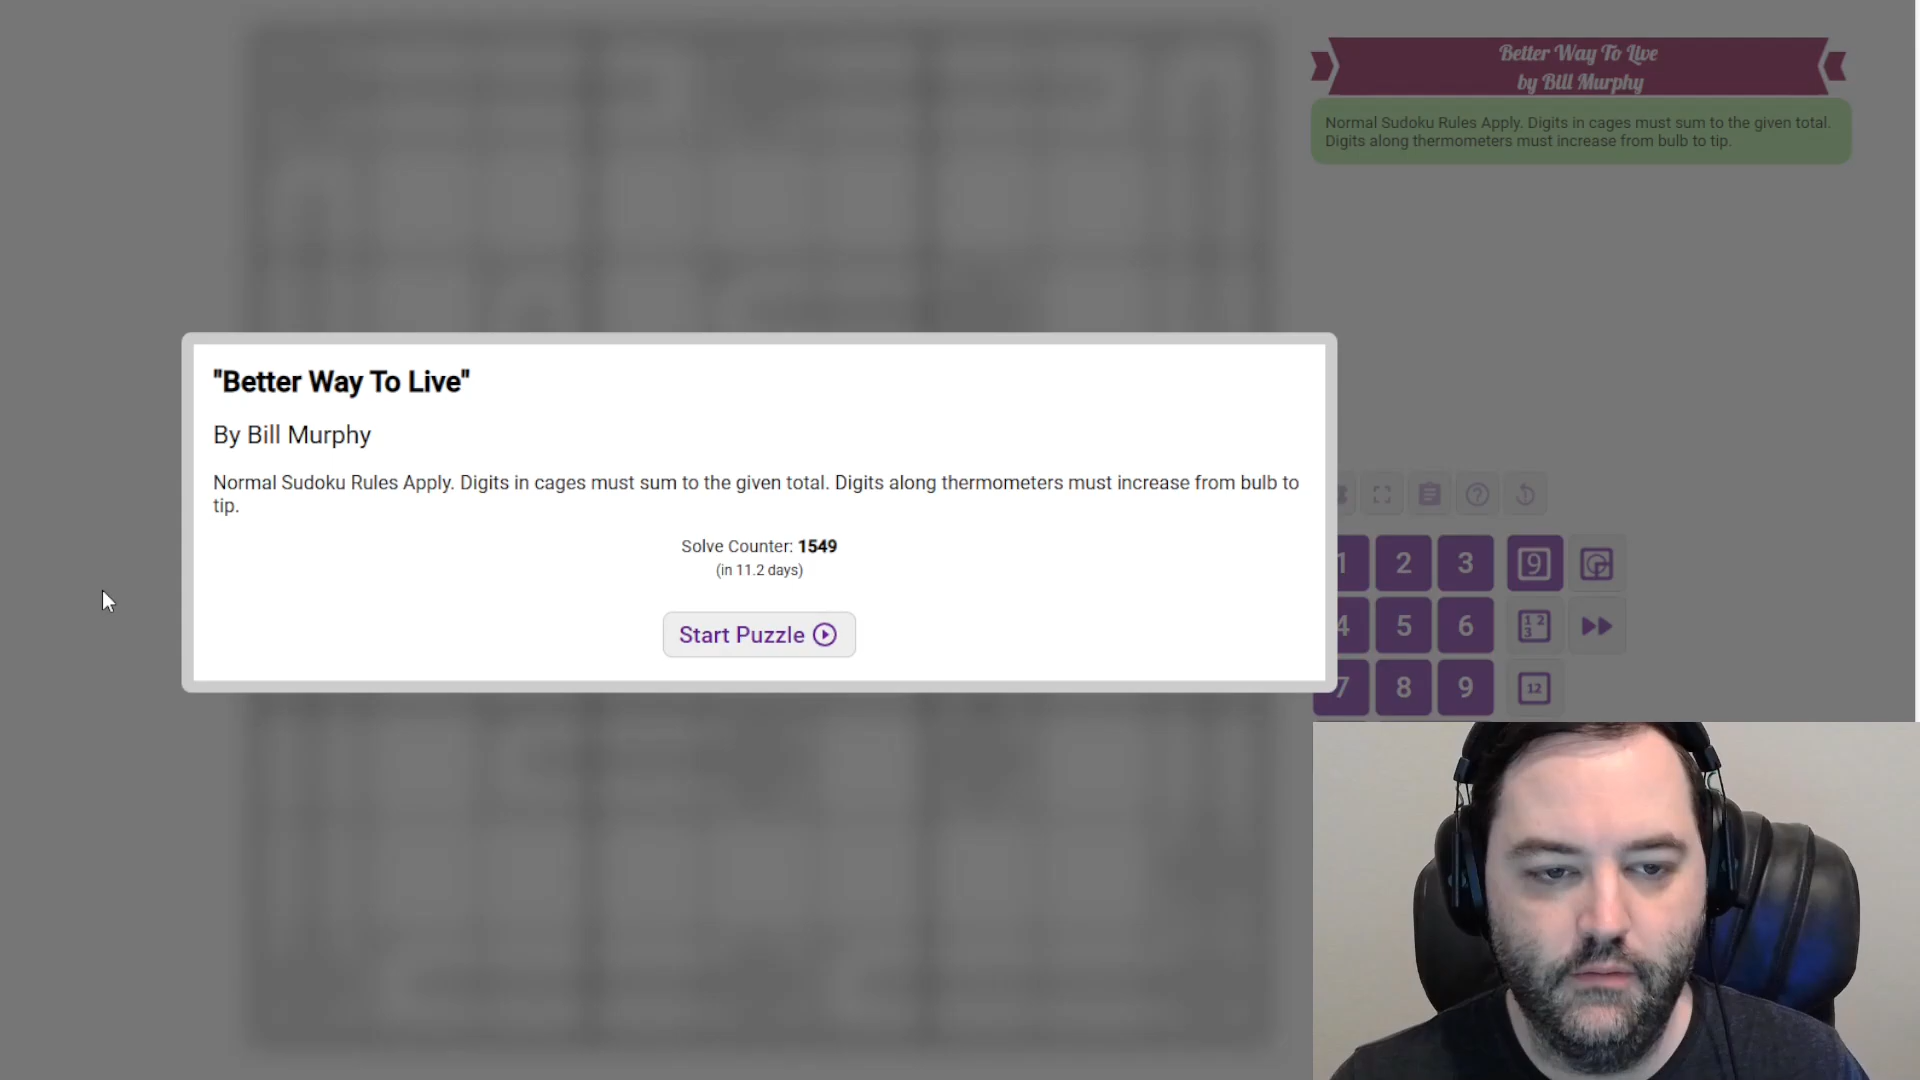 Better Way To Live
by Bill Murphy
Normal Sudoku Rules Apply. Digits in cages must sum to the given total.
Digits along thermometers must increase from bulb to tip.
"Better Way To Live"
By Bill Murphy
Normal Sudoku Rules Apply. Digits in cages must sum to the given total. Digits along thermometers must increase from bulb to
tip.
Solve Counter: 1549
(in 11.2 days)
Start Puzzle
1 2 3 9
4 5 6 1 2 3
7 8 9 12